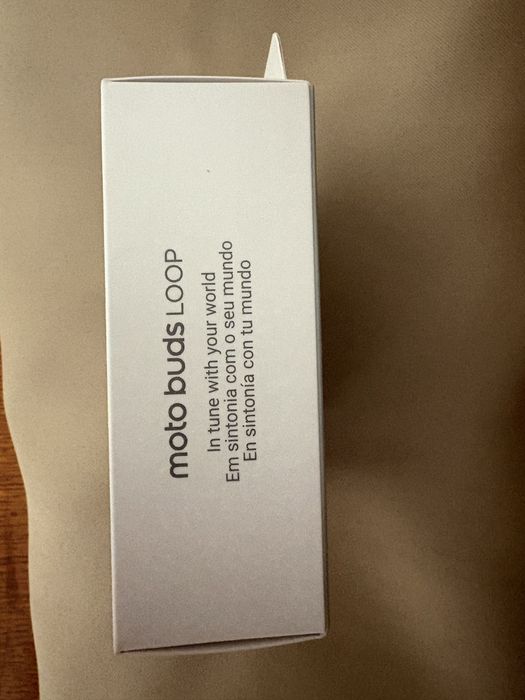 moto buds LOOP
In tune with your world
Em sintonia com o seu mundo
En sintonía con tu mundo